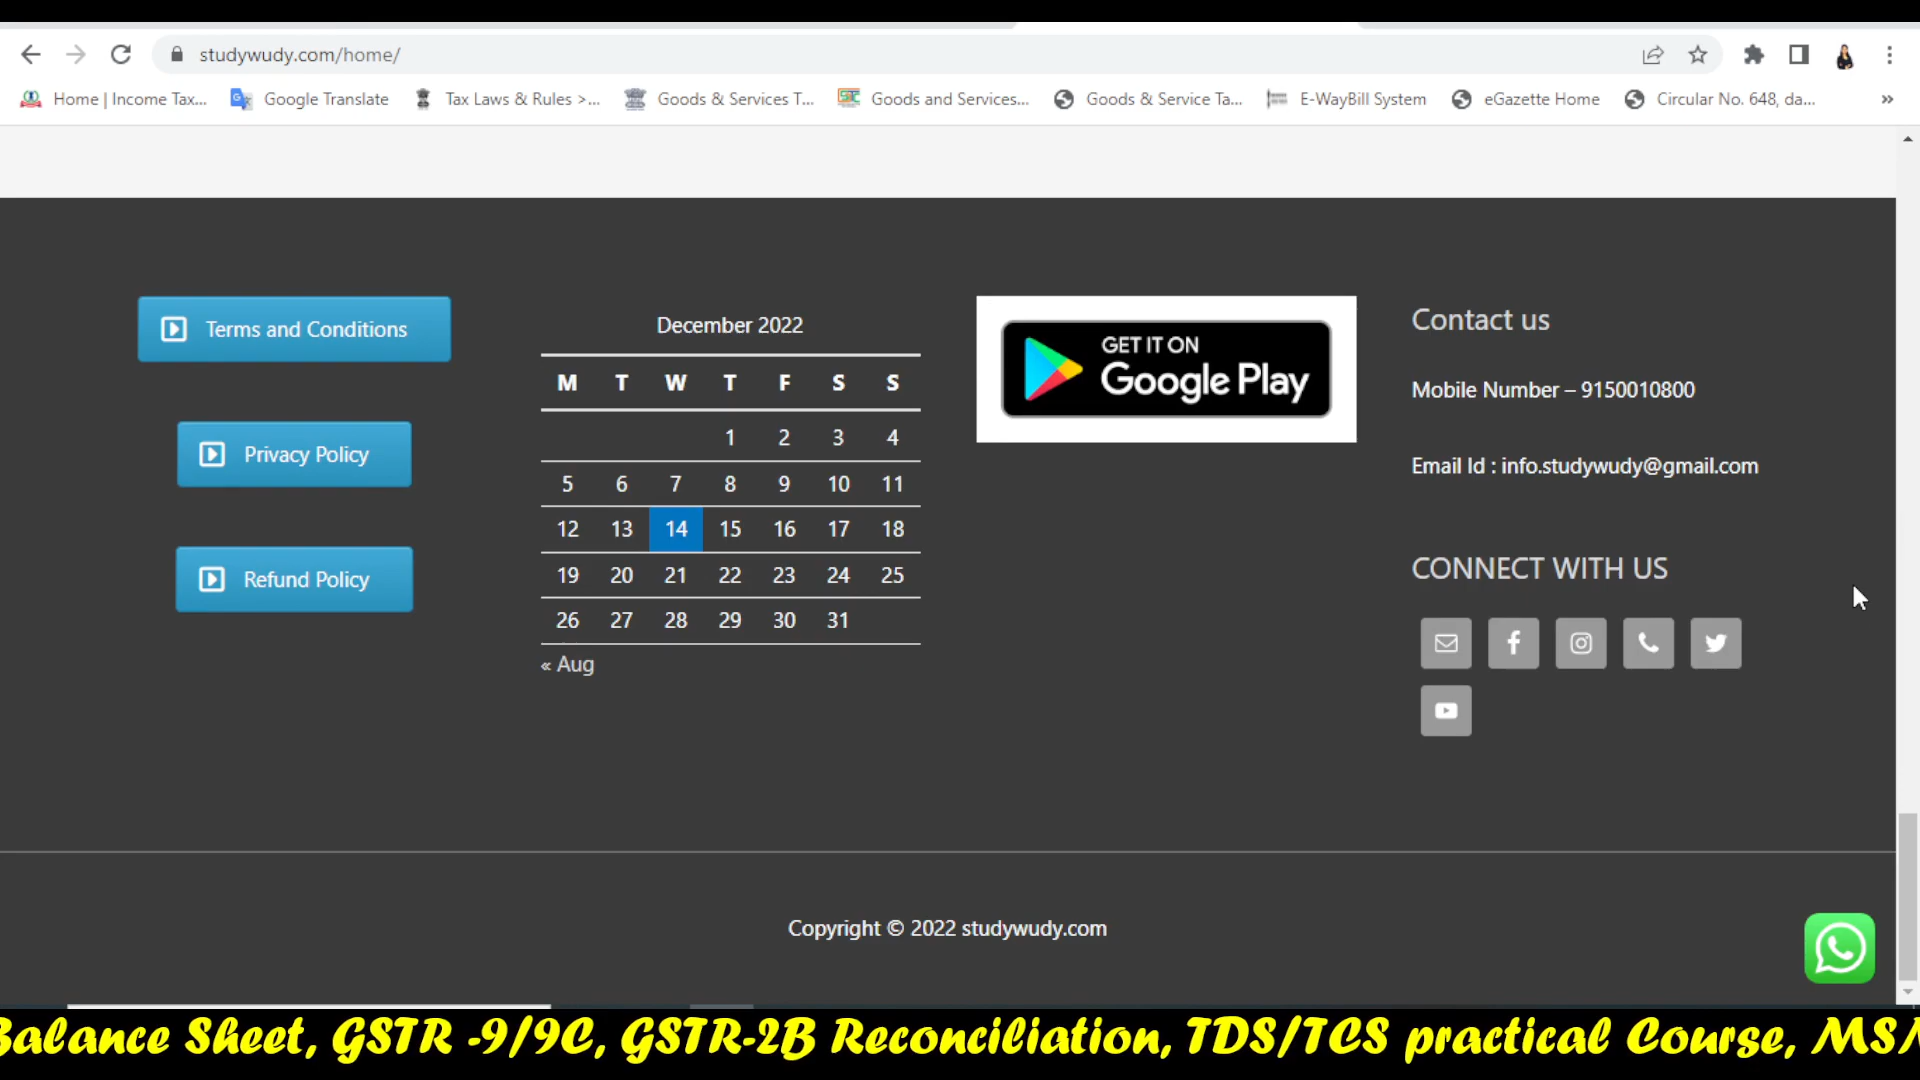 studywudy.com/home/
Home | Income Tax... Google Translate Tax Laws & Rules >... Goods & Services T... Goods and Services... Goods & Service Ta... E-WayBill System eGazette Home Circular No. 648, da... »
Terms and Conditions
Privacy Policy
Refund Policy
December 2022
M T W T F S S
1 2 3 4
5 6 7 8 9 10 11
12 13 14 15 16 17 18
19 20 21 22 23 24 25
26 27 28 29 30 31
« Aug
GET IT ON
Google Play
Contact us
Mobile Number – 9150010800
Email Id : info.studywudy@gmail.com
CONNECT WITH US
Copyright © 2022 studywudy.com
Balance Sheet, GSTR -9/9C, GSTR-2B Reconciliation, TDS/TCS practical Course,